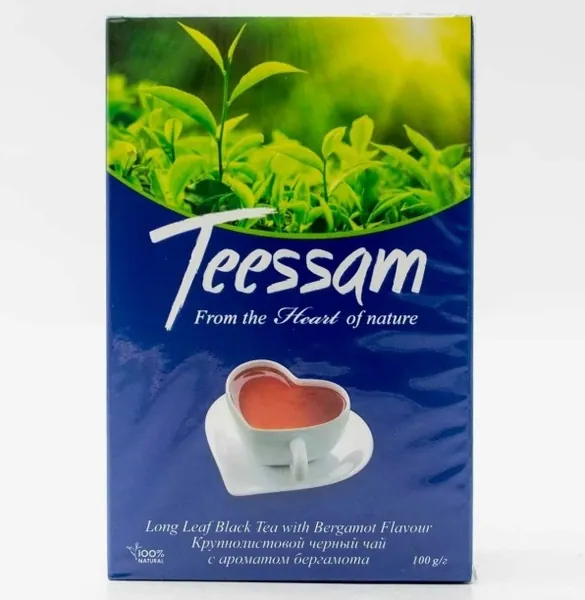 Teessam
From the Heart of nature
Long Leaf Black Tea with Bergamot Flavour
Крупнолистовой черный чай
с ароматом бергамота
100 g/г
100%
NATURAL